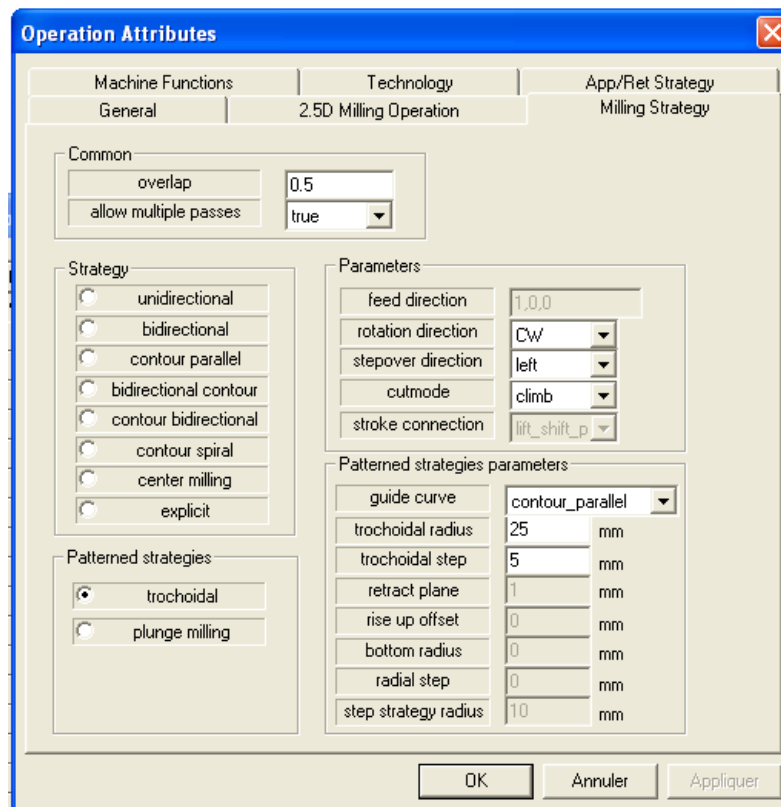 Operation Attributes
Machine Functions
Technology
App/Ret Strategy
General
2.5D Milling Operation
Milling Strategy
Common
overlap 0.5
allow multiple passes true
Strategy
unidirectional
bidirectional
contour parallel
bidirectional contour
contour bidirectional
contour spiral
center milling
explicit
Patterned strategies
trochoidal
plunge milling
Parameters
feed direction 1,0,0
rotation direction CW
stepover direction left
cutmode climb
stroke connection lift_shift_p
Patterned strategies parameters
guide curve contour_parallel
trochoidal radius 25 mm
trochoidal step 5 mm
retract plane 1 mm
rise up offset 0 mm
bottom radius 0 mm
radial step 0 mm
step strategy radius 10 mm
OK
Annuler
Appliquer